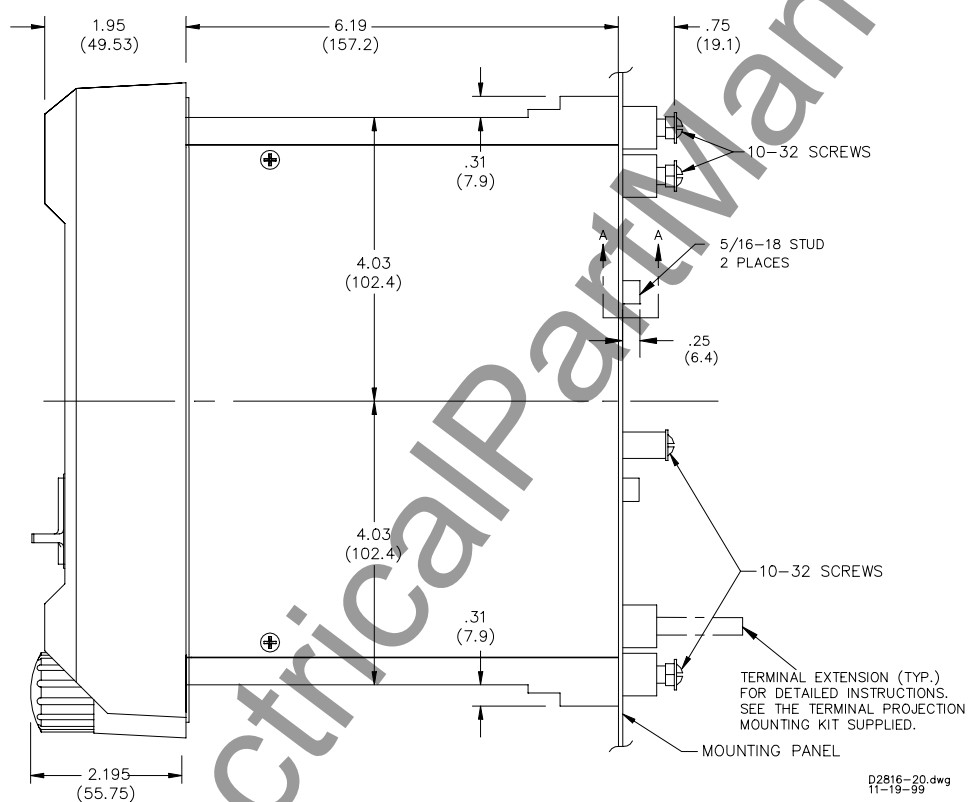 1.95
(49.53)
6.19
(157.2)
.75
(19.1)
.31
(7.9)
10-32 SCREWS
A A
5/16-18 STUD
2 PLACES
4.03
(102.4)
.25
(6.4)
4.03
(102.4)
10-32 SCREWS
.31
(7.9)
TERMINAL EXTENSION (TYP.)
FOR DETAILED INSTRUCTIONS.
SEE THE TERMINAL PROJECTION
MOUNTING KIT SUPPLIED.
MOUNTING PANEL
2.195
(55.75)
D2816-20.dwg
11-19-99
ctricalPartMan